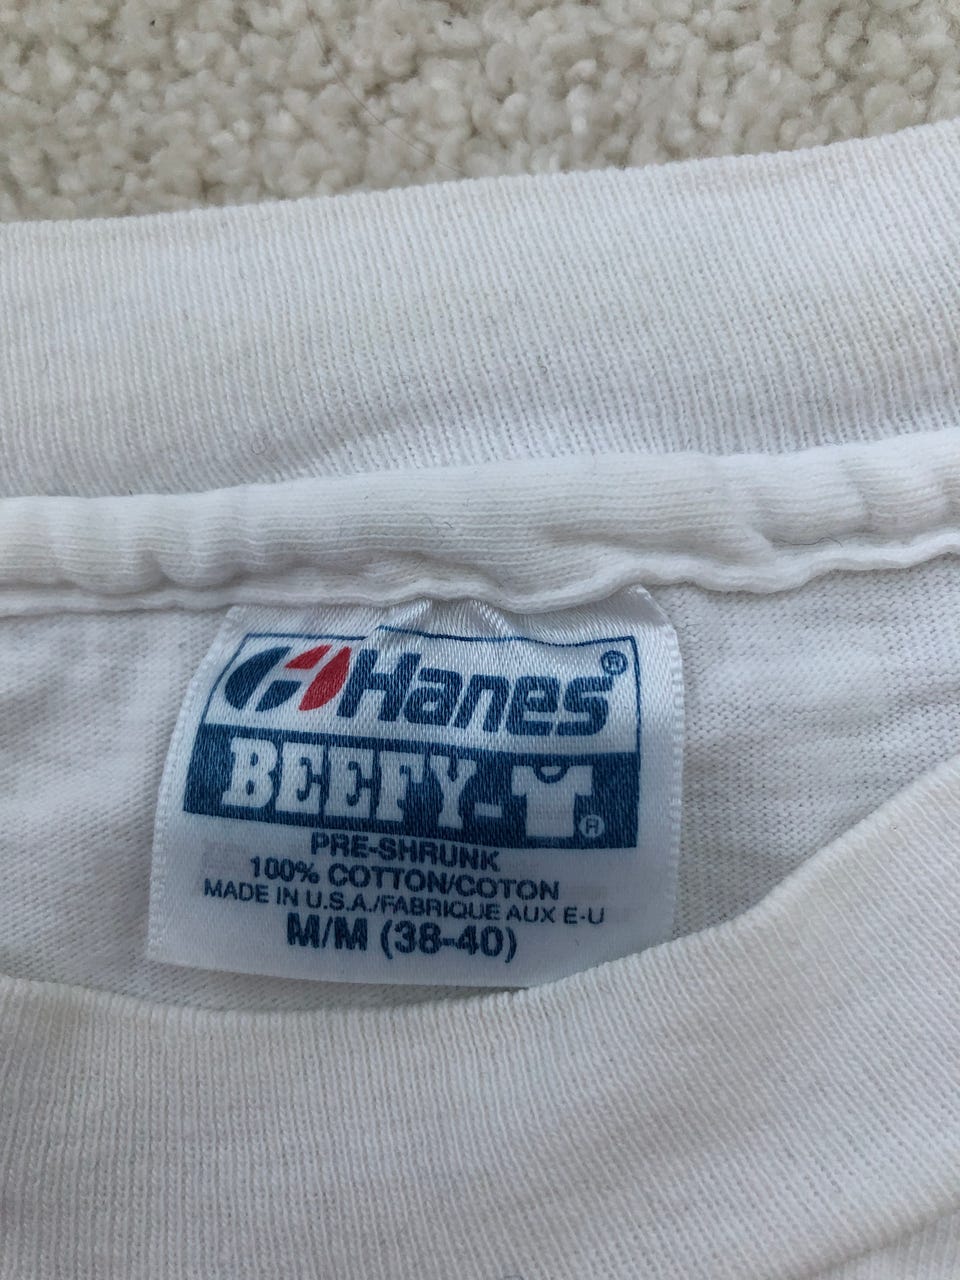 Hanes®
BEEFY-T®
PRE-SHRUNK
100% COTTON/COTON
MADE IN U.S.A./FABRIQUE AUX E-U
M/M (38-40)